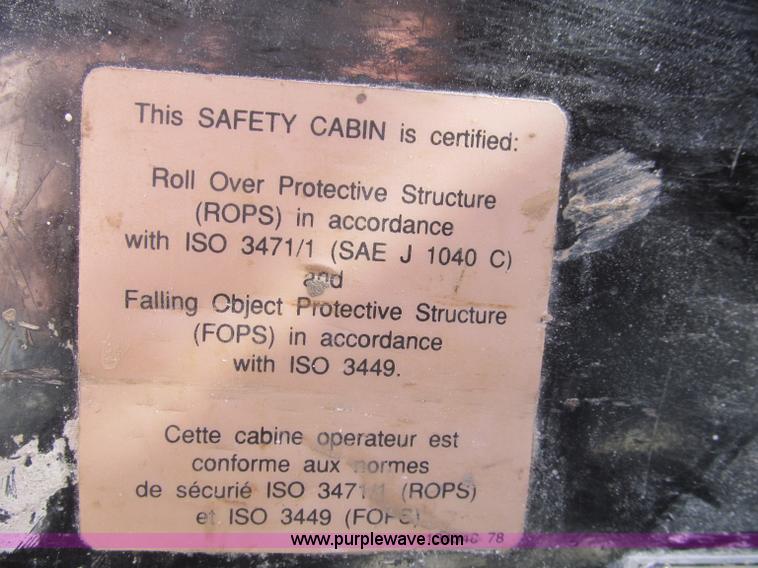 This SAFETY CABIN is certified:
Roll Over Protective Structure
(ROPS) in accordance
with ISO 3471/1 (SAE J 1040 C)
and
Falling Object Protective Structure
(FOPS) in accordance
with ISO 3449.
Cette cabine operateur est
conforme aux normes
de sécurié ISO 3471/1 (ROPS)
et ISO 3449 (FOPS)
www.purplewave.com
78